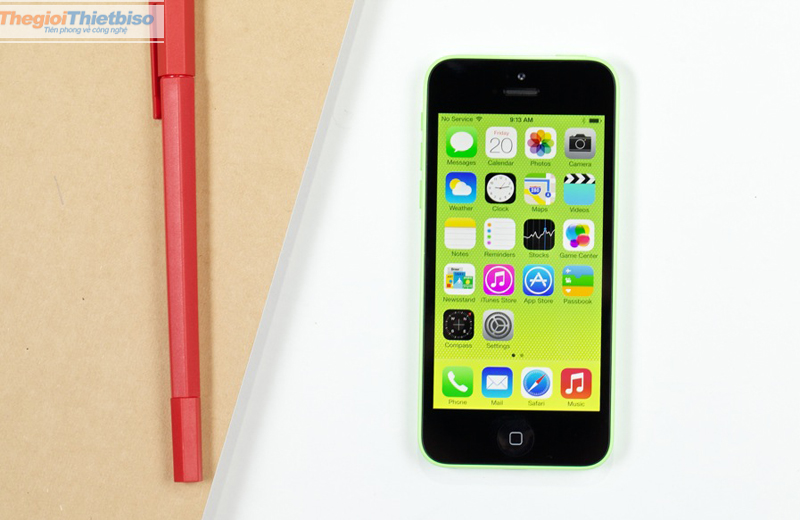 ThegioiThietbiso
Tiên phong về công nghệ
No Service 9:13 AM
Friday
20
Messages Calendar Photos Camera
280
Weather Clock Maps Videos
Notes Reminders Stocks Game Center
Newsstand iTunes Store App Store Passbook
Compass Settings
Phone Mail Safari Music